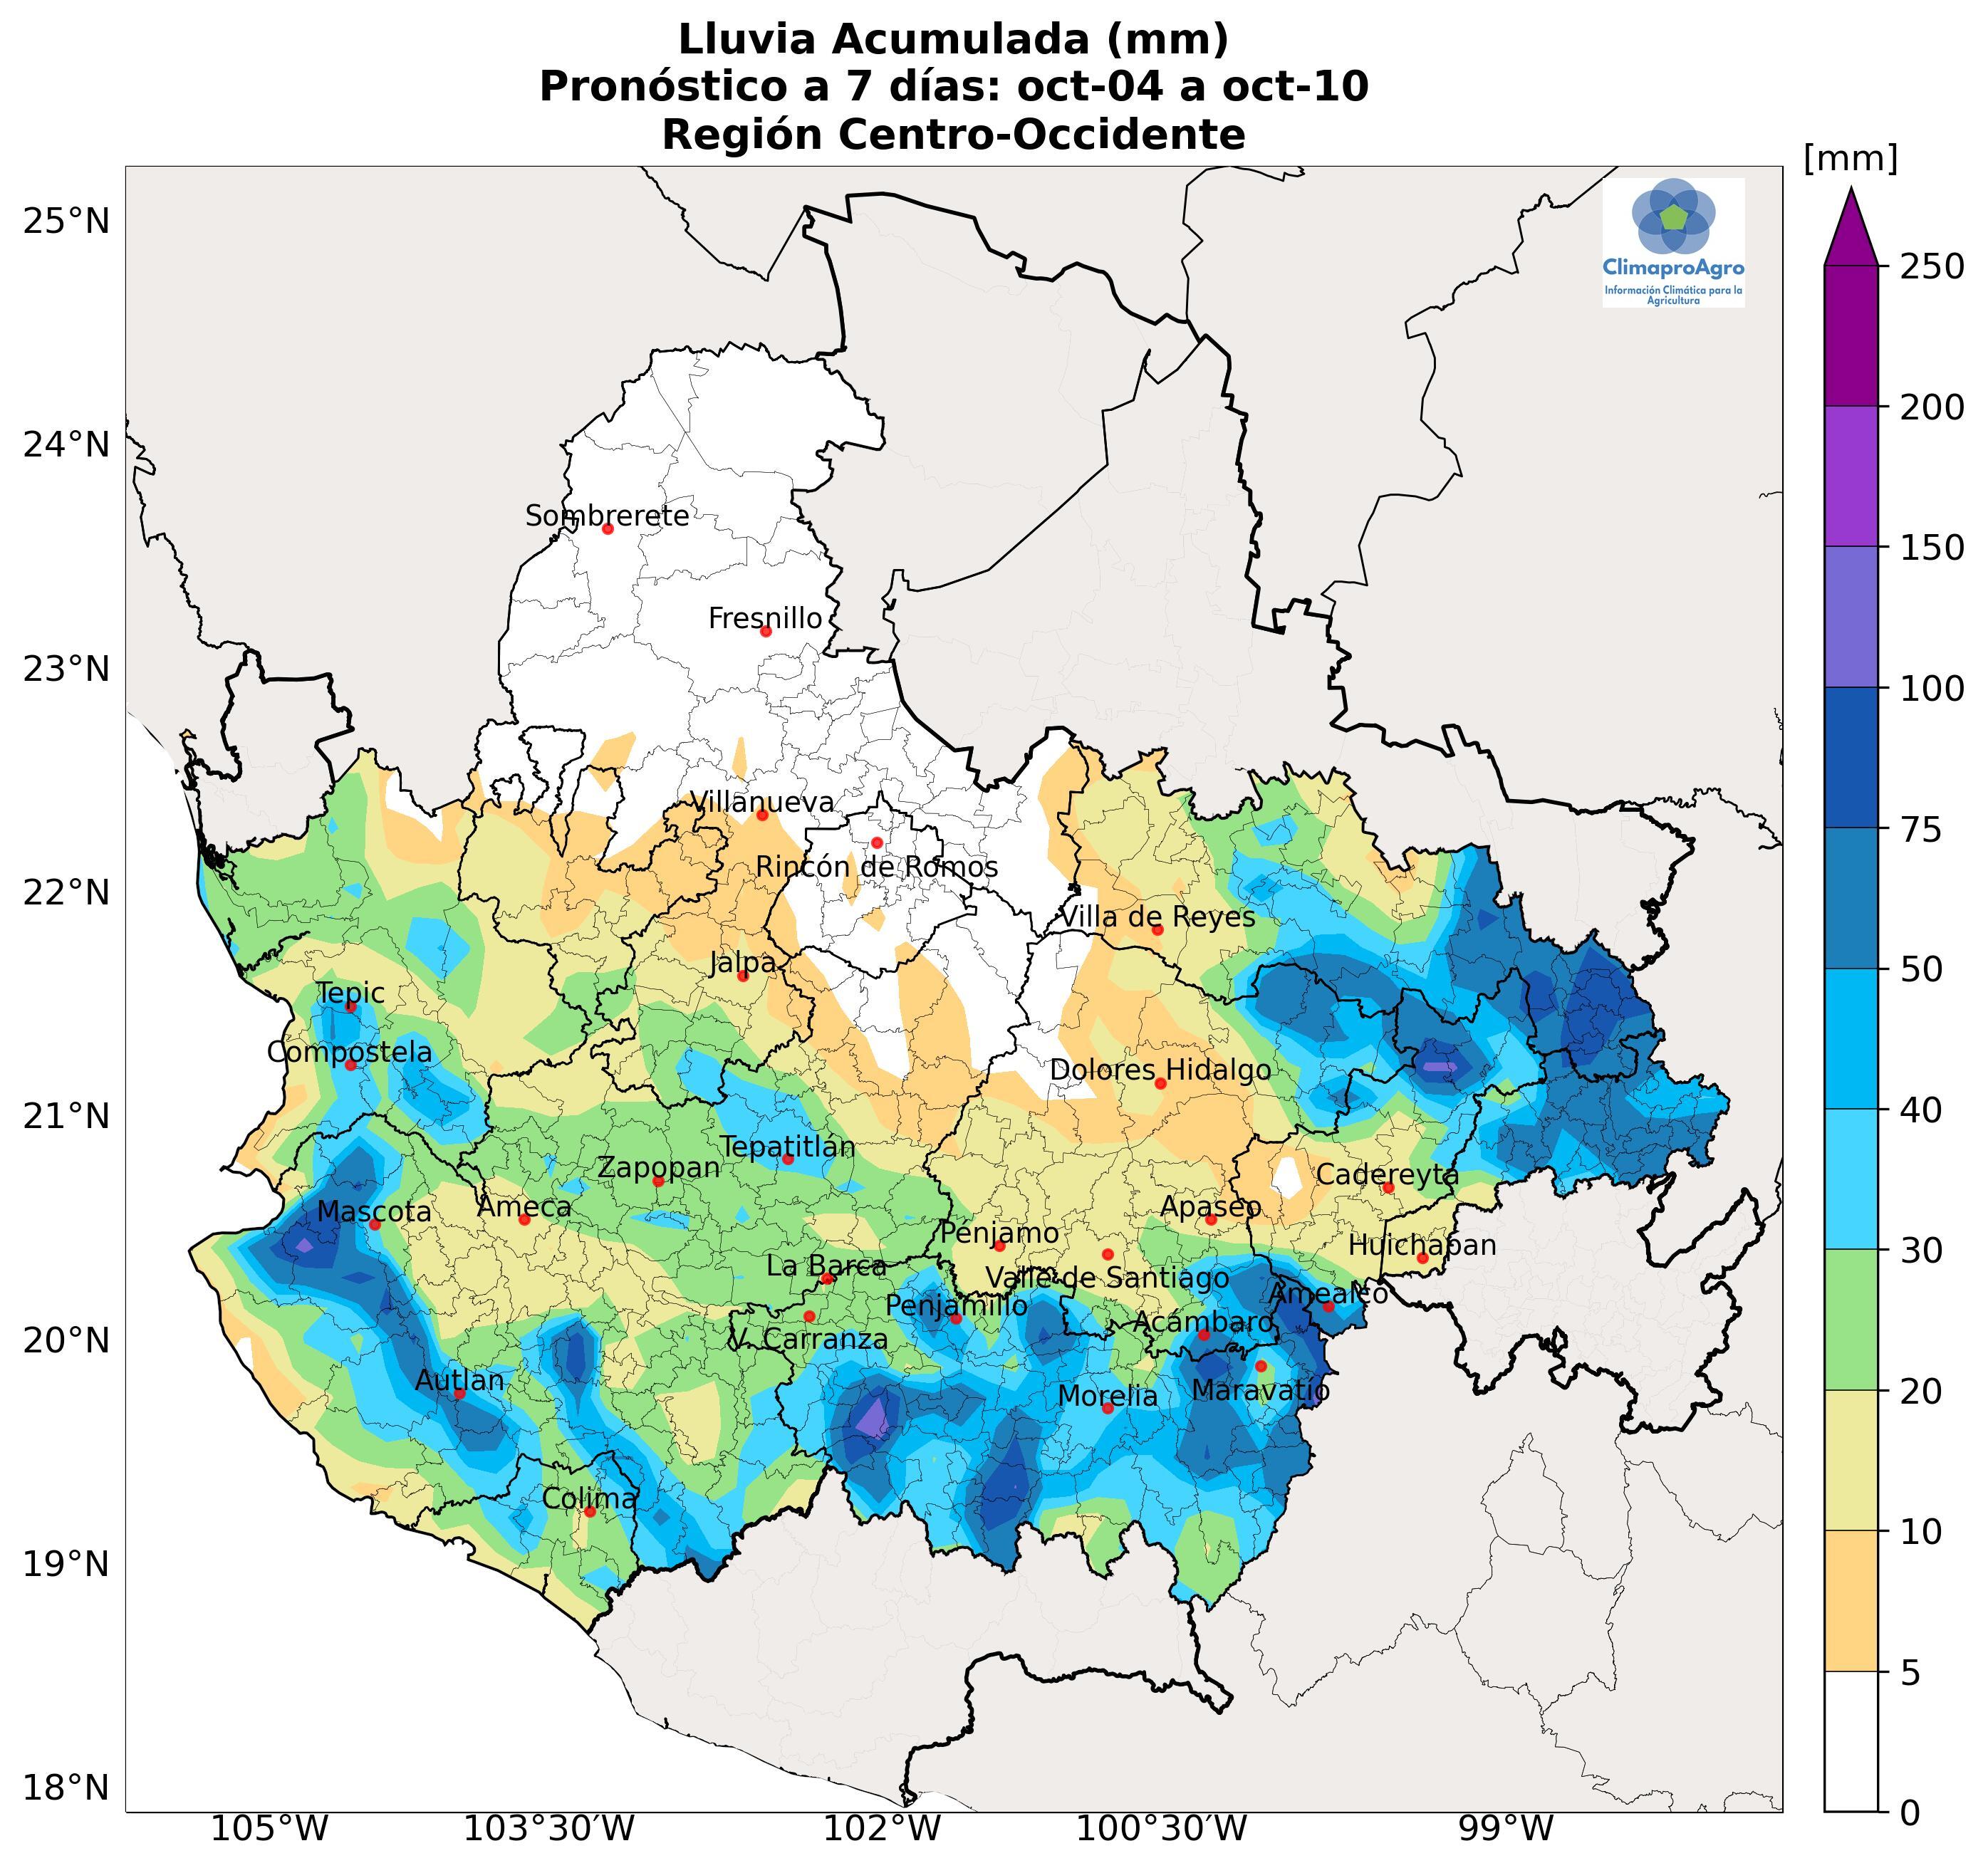 Lluvia Acumulada (mm)
Pronóstico a 7 días: oct-04 a oct-10
Región Centro-Occidente
[mm]
25°N
24°N
23°N
22°N
21°N
20°N
19°N
18°N
105°W
103°30'W
102°W
100°30'W
99°W
250
200
150
100
75
50
40
30
20
10
5
0
ClimaproAgro
Información Climática para la
Agricultura
Sombrerete
Fresnillo
Villanueva
Rincón de Romos
Villa de Reyes
Jalpa
Tepic
Compostela
Dolores Hidalgo
Tepatitlán
Zapopan
Cadereyta
Mascota
Ameca
Apaseo
Penjamo
Huichapan
La Barca
Valle de Santiago
Penjamillo
Amealco
Acámbaro
V. Carranza
Autlan
Morelia
Maravatío
Colima